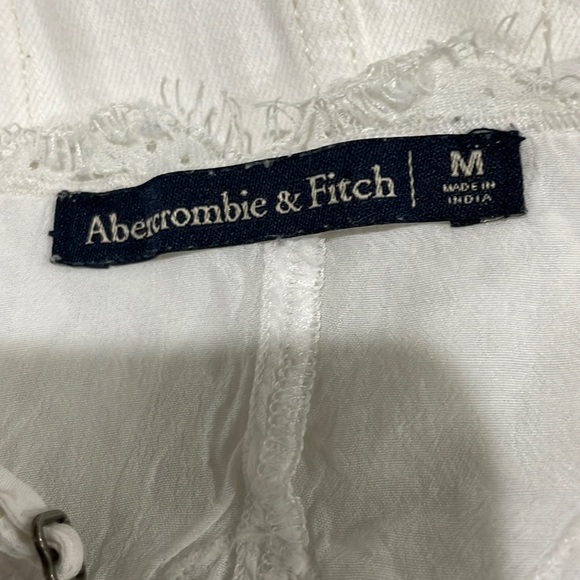 Abercrombie & Fitch
M
MADE IN
INDIA